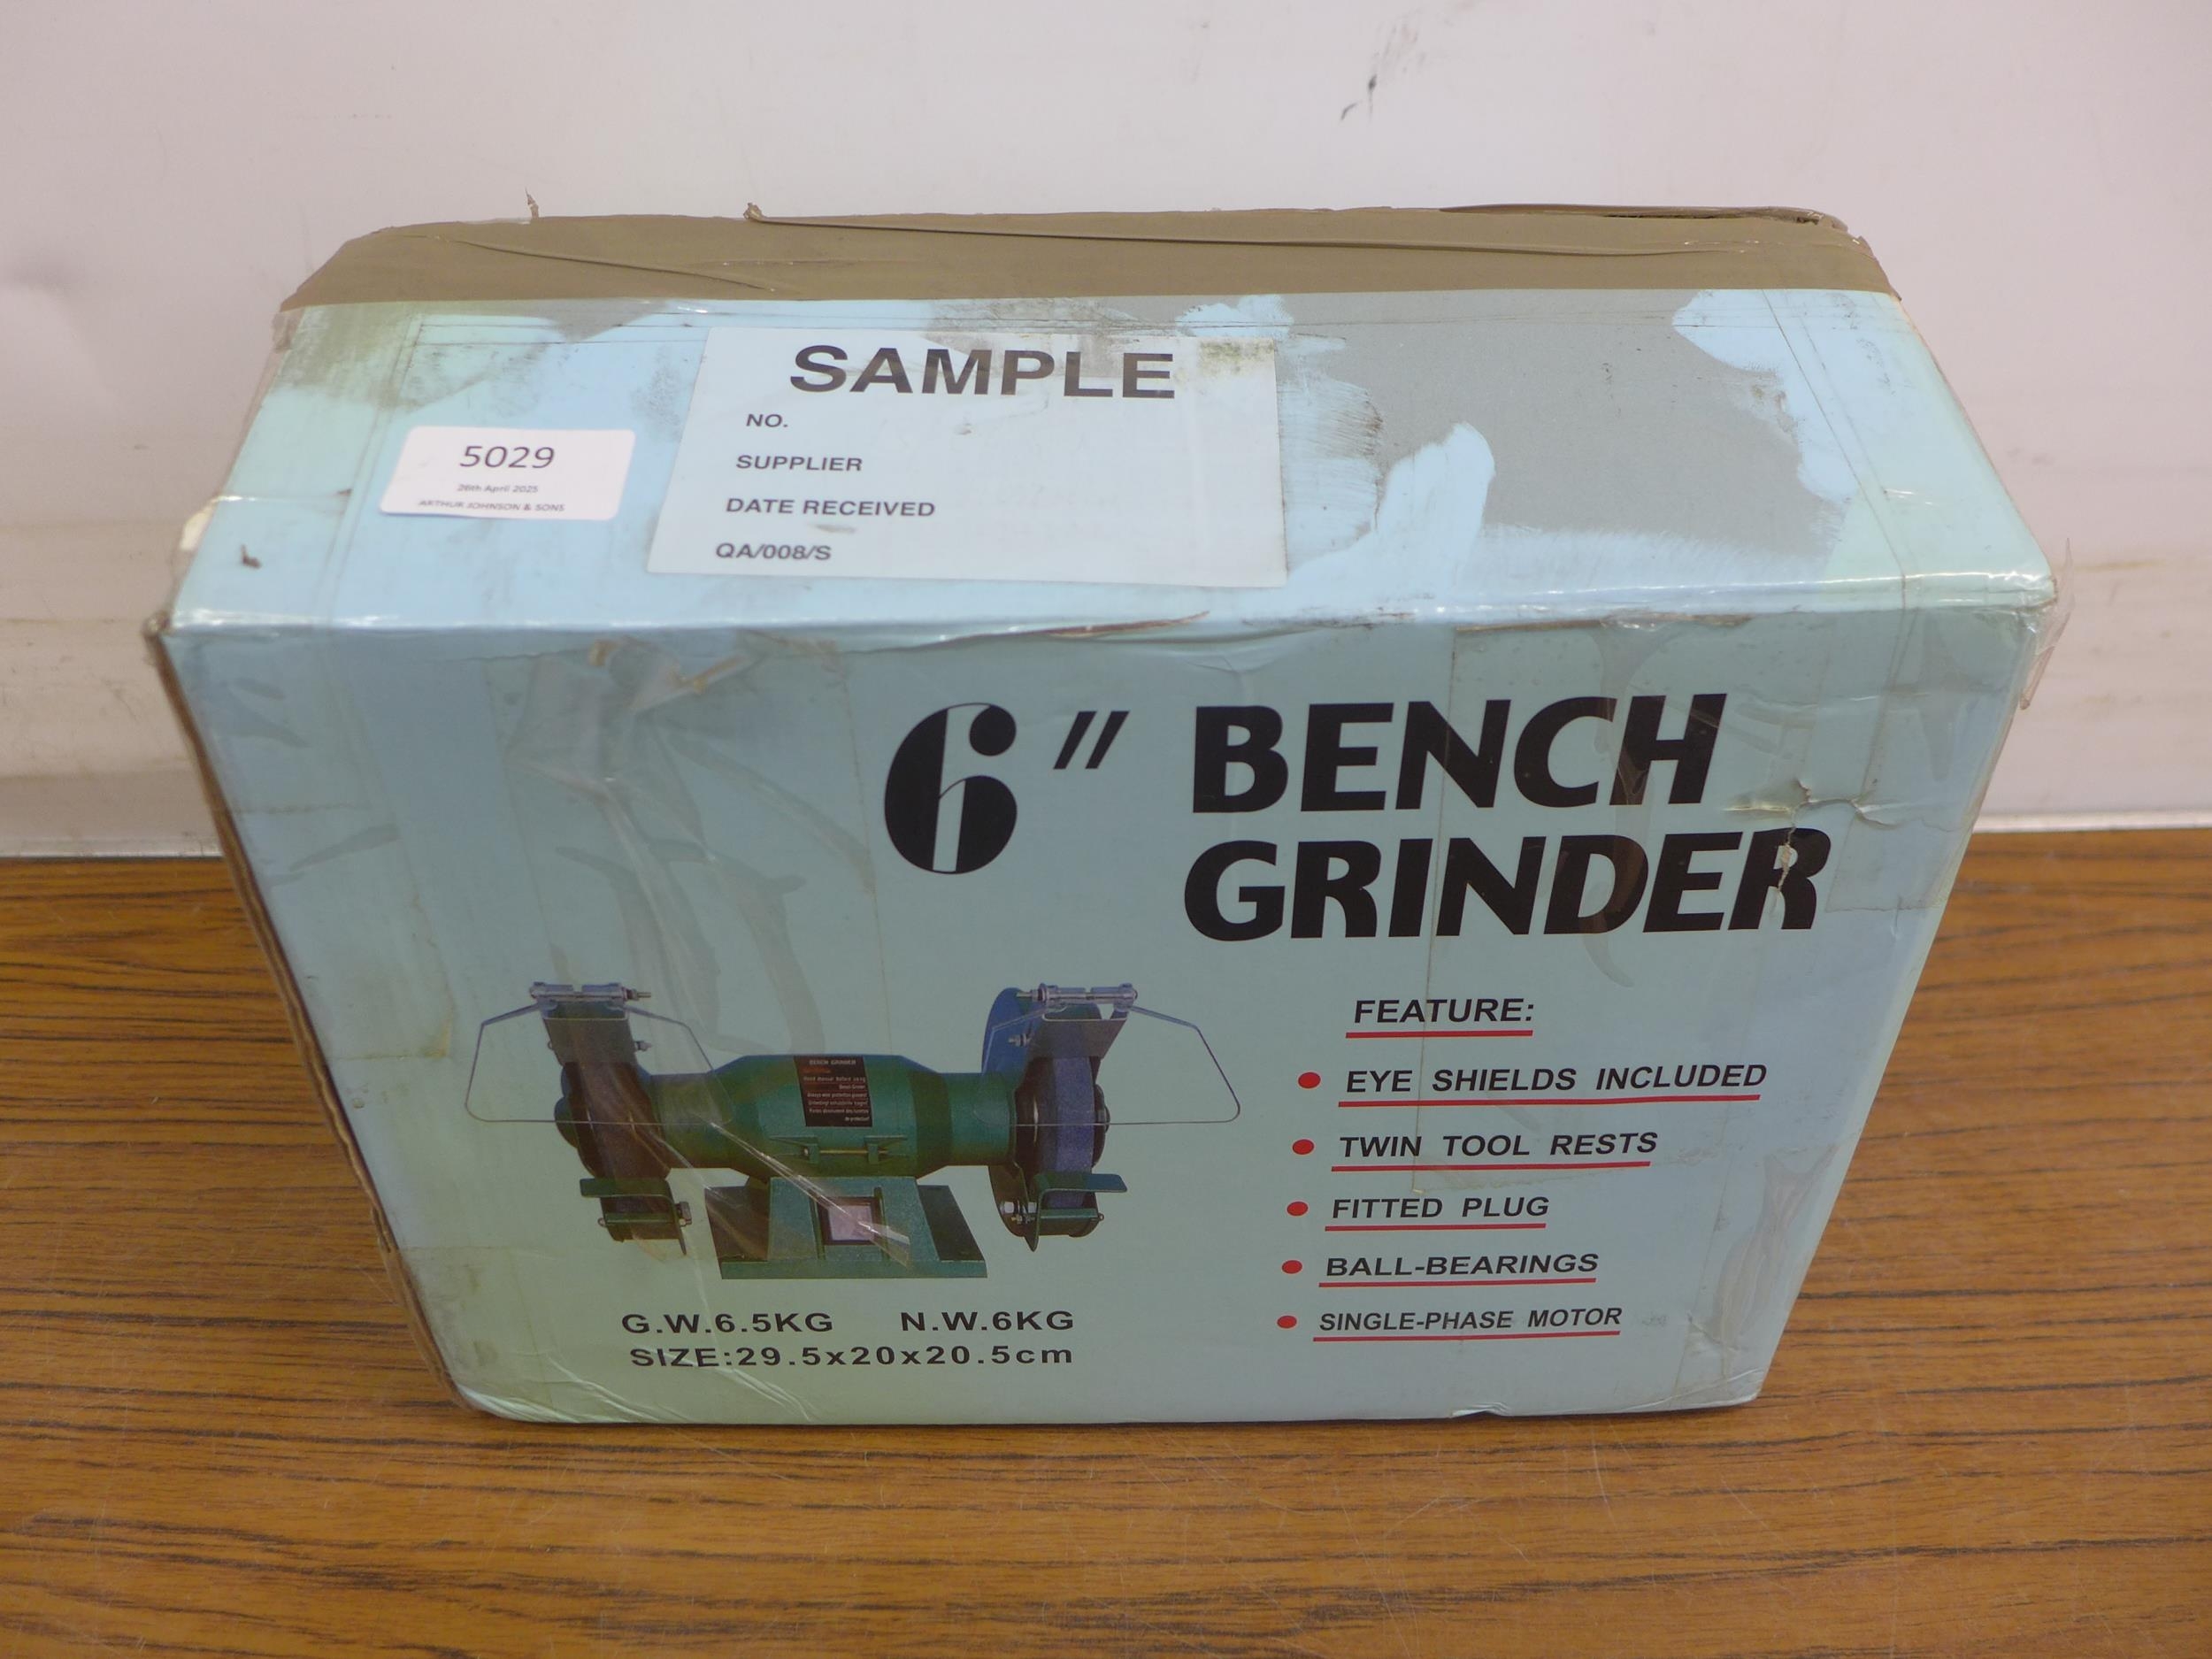 SAMPLE
NO.
SUPPLIER
DATE RECEIVED
QA/008/S
5029
26th April 2025
ARTHUR JOHNSON & SONS
6" BENCH
GRINDER
FEATURE:
EYE SHIELDS INCLUDED
TWIN TOOL RESTS
FITTED PLUG
BALL-BEARINGS
SINGLE-PHASE MOTOR
BENCH GRINDER
G.W.6.5KG N.W.6KG
SIZE:29.5x20x20.5cm